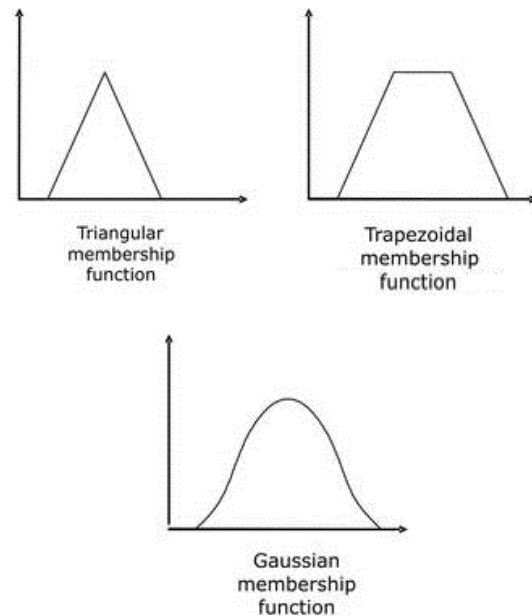 Triangular
membership
function
Trapezoidal
membership
function
Gaussian
membership
function